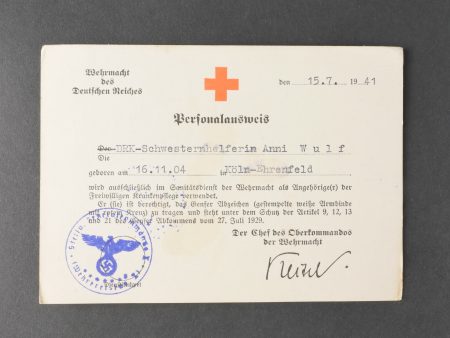 Wehrmacht
des
Deutschen Reiches
den 15.7. 1941
Personalausweis
Der DRK-Schwesternhelferin Anni Wulf
Die
geboren am 16.11.04 in Köln-Ehrenfeld
wird ausschließlich im Sanitätsdienst der Wehrmacht als Angehörige(r) der
Freiwilligen Krankenpflege verwendet.
Er (sie) ist berechtigt, das Genfer Abzeichen (gestempelte weiße Armbinde
mit rotem Kreuz) zu tragen und steht unter dem Schutz der Artikel 9, 12, 13
und 21 des Genfer Abkommens vom 27. Juli 1929.
Der Chef des Oberkommandos
der Wehrmacht
Keitel.